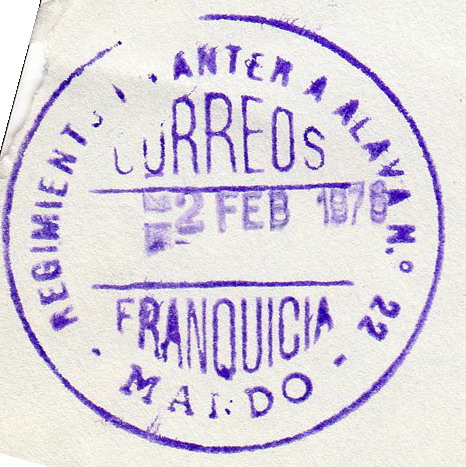 REGIMIENTO INFANTERIA ALAVA N.º 22
CORREOS
2 FEB 1976
FRANQUICIA
· MANDO ·